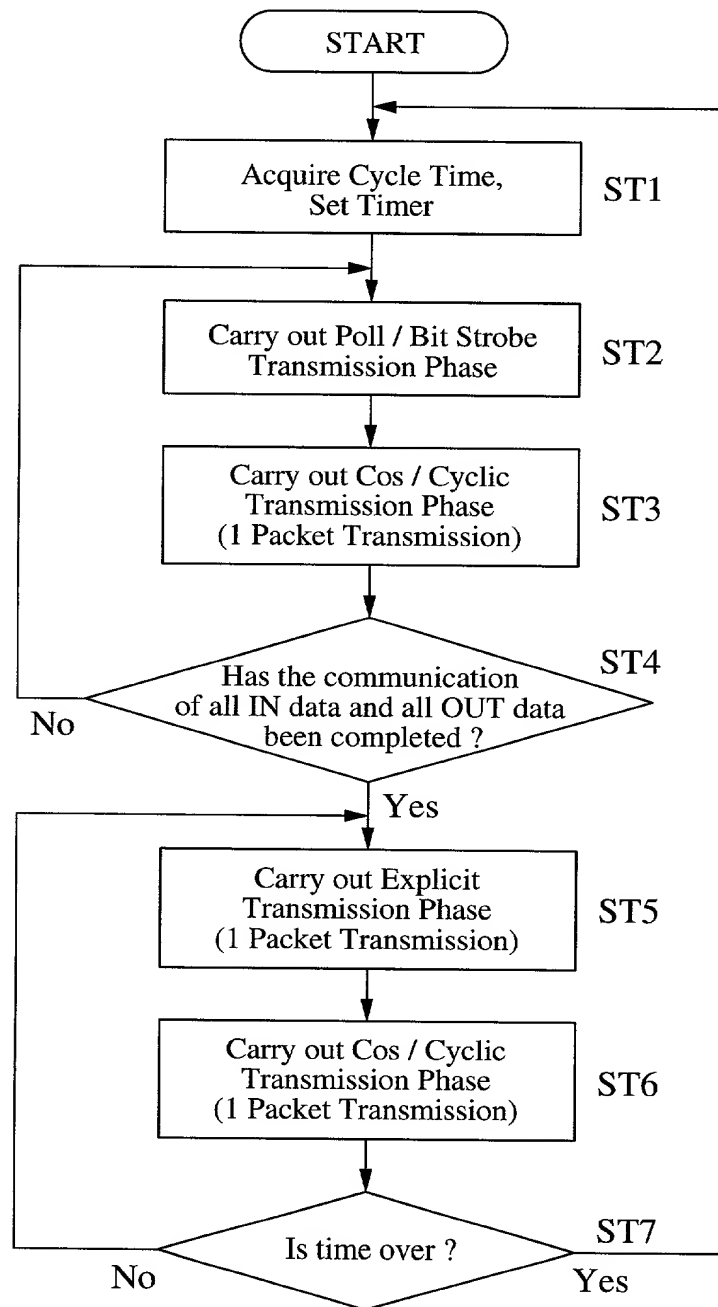 START
Acquire Cycle Time,
Set Timer
ST1
Carry out Poll / Bit Strobe
Transmission Phase
ST2
Carry out Cos / Cyclic
Transmission Phase
(1 Packet Transmission)
ST3
Has the communication
of all IN data and all OUT data
been completed ?
ST4
No
Yes
Carry out Explicit
Transmission Phase
(1 Packet Transmission)
ST5
Carry out Cos / Cyclic
Transmission Phase
(1 Packet Transmission)
ST6
Is time over ?
ST7
No
Yes